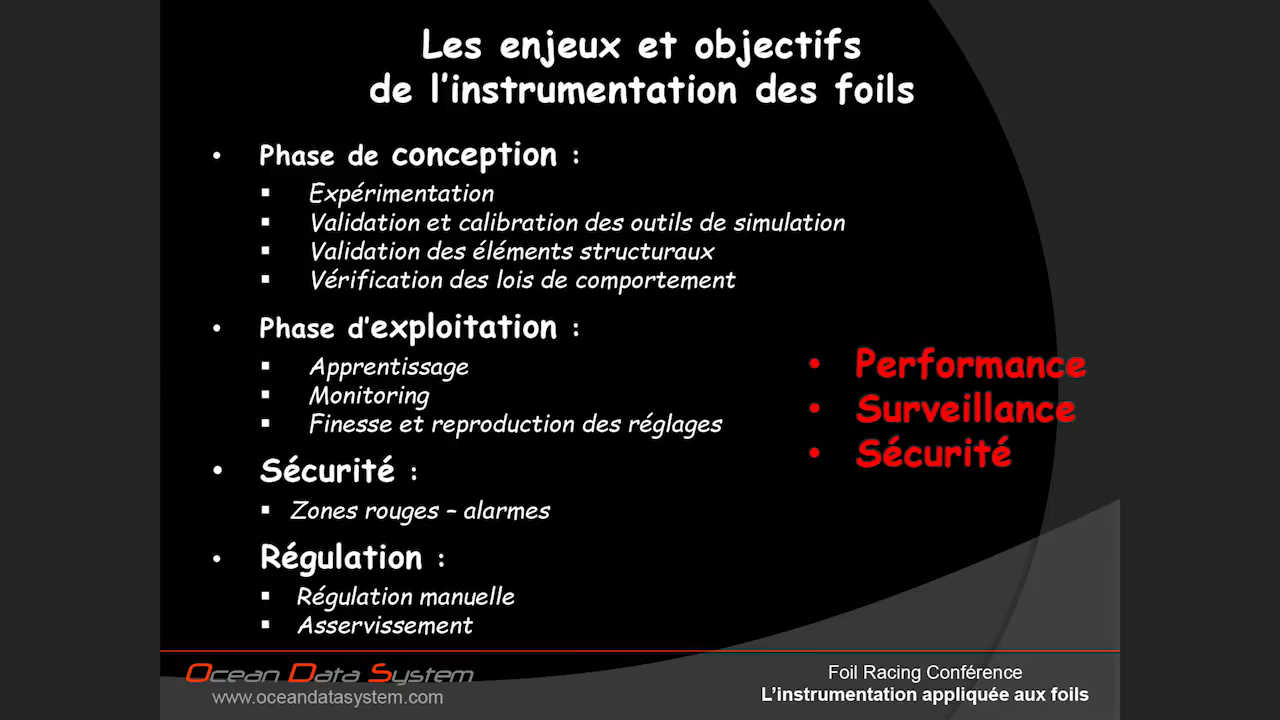 Les enjeux et objectifs
de l'instrumentation des foils
• Phase de conception :
▪ Expérimentation
▪ Validation et calibration des outils de simulation
▪ Validation des éléments structuraux
▪ Vérification des lois de comportement
• Phase d'exploitation :
▪ Apprentissage
▪ Monitoring
▪ Finesse et reproduction des réglages
• Sécurité :
▪ Zones rouges – alarmes
• Régulation :
▪ Régulation manuelle
▪ Asservissement
• Performance
• Surveillance
• Sécurité
Ocean Data System
www.oceandatasystem.com
Foil Racing Conférence
L'instrumentation appliquée aux foils